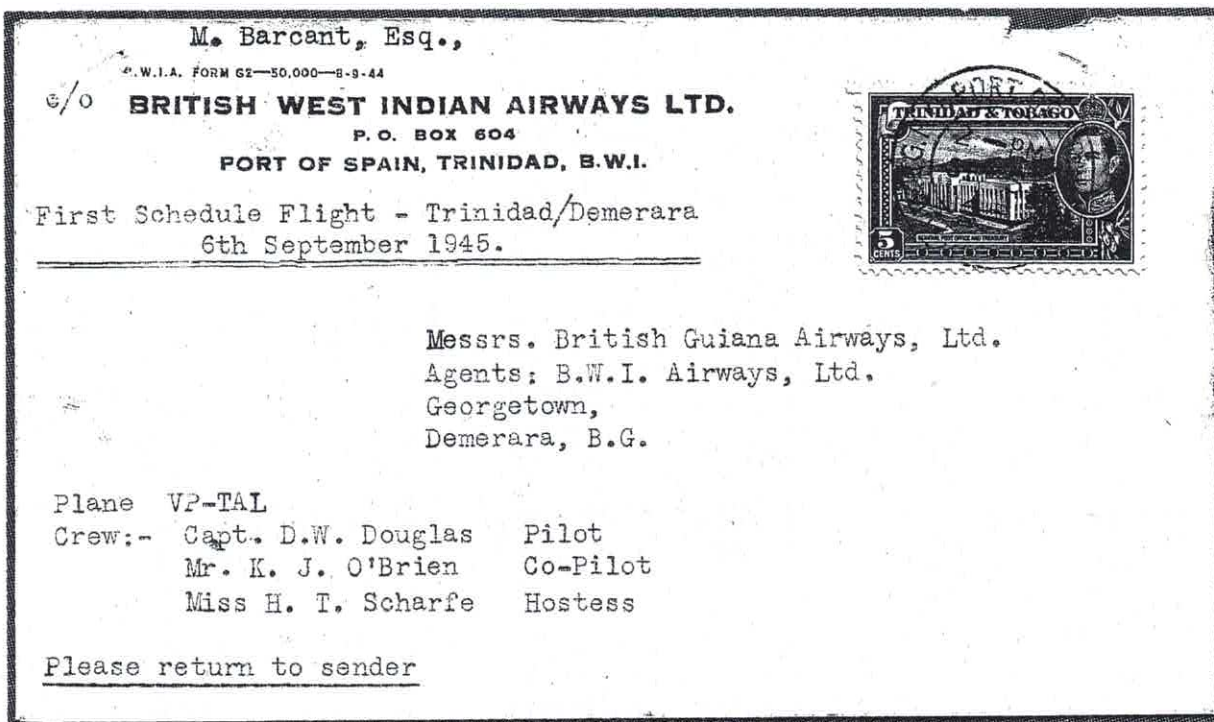 M. Barcant, Esq.,
B.W.I.A. FORM G2—50,000—8-9-44
c/o BRITISH WEST INDIAN AIRWAYS LTD.
P. O. BOX 604
PORT OF SPAIN, TRINIDAD, B.W.I.
First Schedule Flight - Trinidad/Demerara
6th September 1945.
PORT
TRINIDAD & TOBAGO
5
CENTS
Messrs. British Guiana Airways, Ltd.
Agents: B.W.I. Airways, Ltd.
Georgetown,
Demerara, B.G.
Plane VP-TAL
Crew:- Capt. D.W. Douglas Pilot
Mr. K. J. O'Brien Co-Pilot
Miss H. T. Scharfe Hostess
Please return to sender